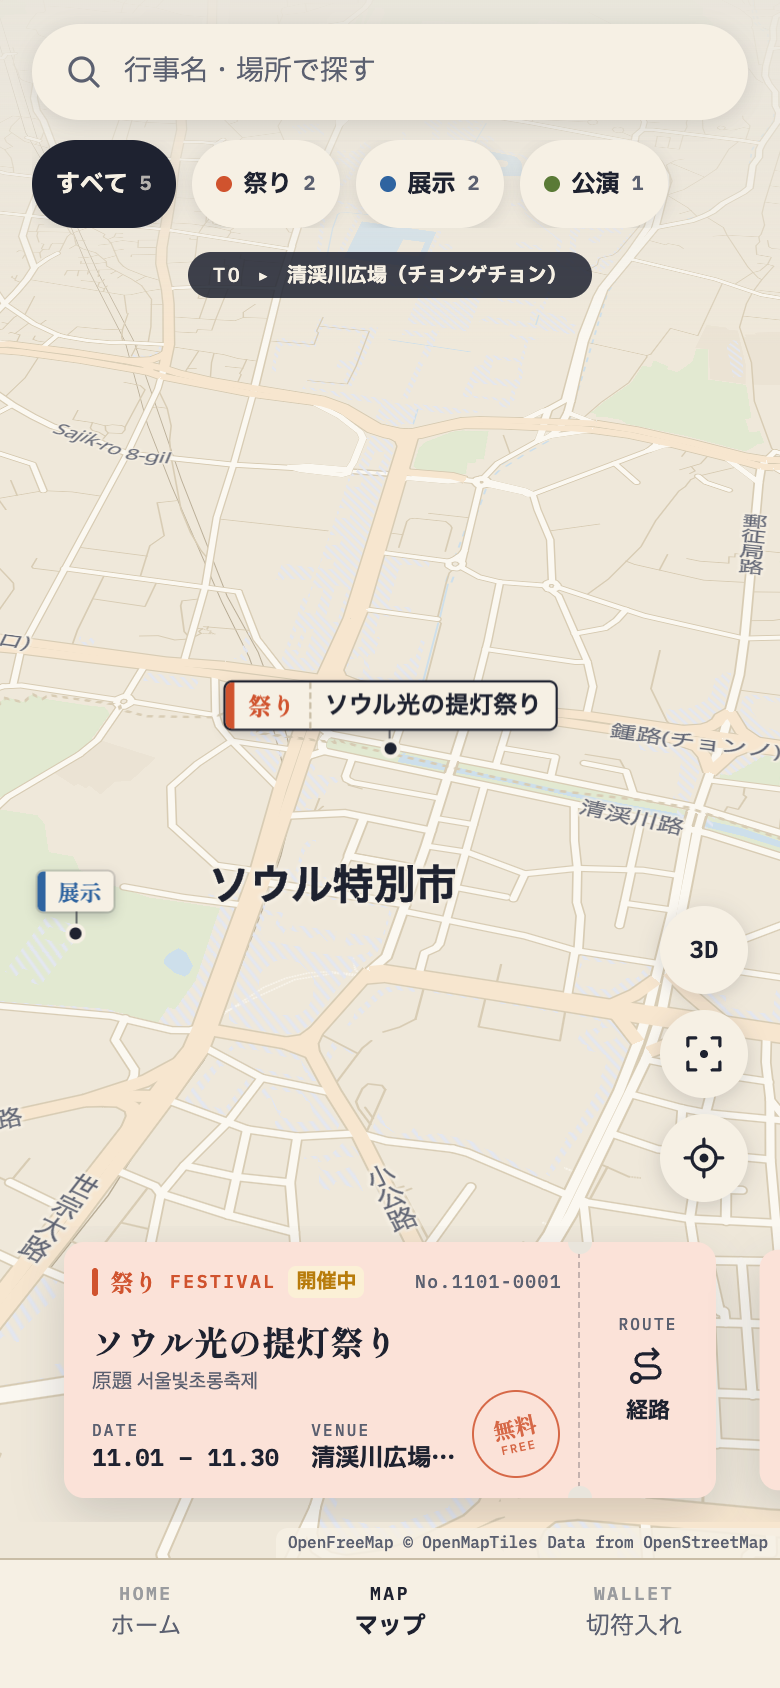 行事名・場所で探す
すべて 5
祭り 2
展示 2
公演 1
TO ▸ 清渓川広場（チョンゲチョン）
Sajik-ro 8-gil
郵征局路
ロ)
祭り ソウル光の提灯祭り
鍾路(チョンノ)
清渓川路
展示
ソウル特別市
3D
路
世宗大路
小公路
祭り FESTIVAL 開催中 No.1101-0001
ソウル光の提灯祭り
原題 서울빛초롱축제
DATE
11.01 – 11.30
VENUE
清渓川広場…
無料
FREE
ROUTE
経路
OpenFreeMap © OpenMapTiles Data from OpenStreetMap
HOME
ホーム
MAP
マップ
WALLET
切符入れ